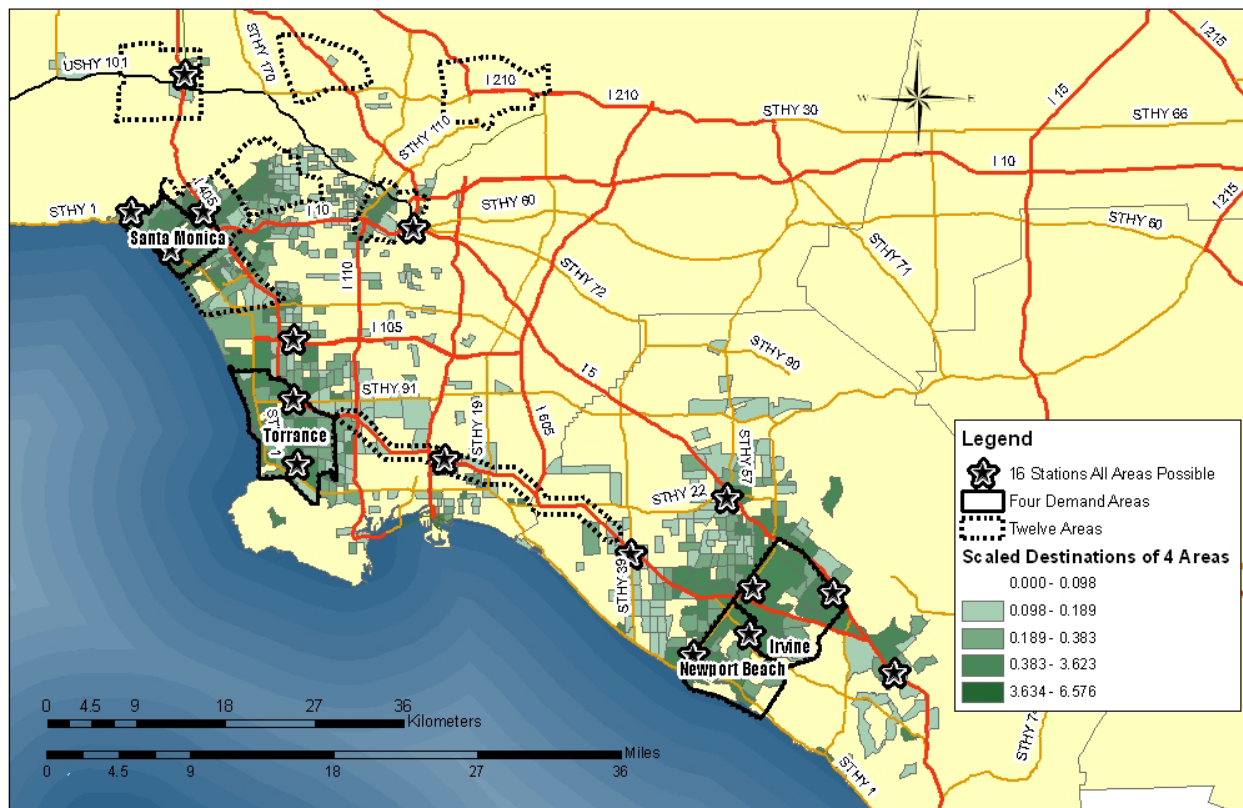 USHY 101
STHY 170
I 210
I 210
STHY 30
STHY 66
I 15
I 215
STHY 110
N
W
E
I 10
I 405
STHY 1
I 10
STHY 60
STHY 60
I 215
Santa Monica
I 110
STHY 72
STHY 71
I 105
I 5
STHY 90
STHY 91
STHY 19
I 605
Torrance
STHY 57
STHY 22
STHY 39
Irvine
Newport Beach
STHY 1
STHY 74
Legend
16 Stations All Areas Possible
Four Demand Areas
Twelve Areas
Scaled Destinations of 4 Areas
0.000 - 0.098
0.098 - 0.189
0.189 - 0.383
0.383 - 3.623
3.634 - 6.576
0 4.5 9 18 27 36
Kilometers
Miles
0 4.5 9 18 27 36